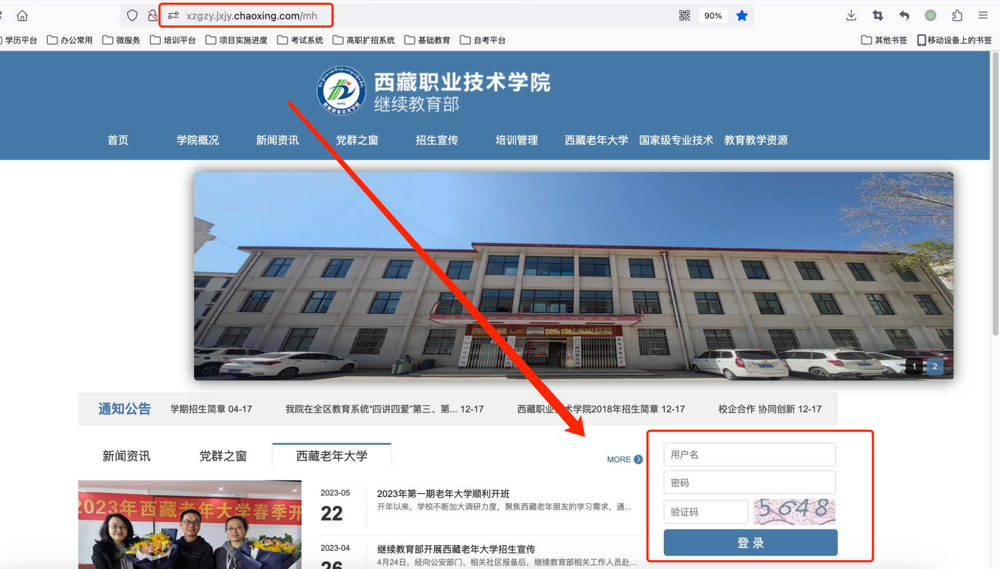 xzgzy.jxjy.chaoxing.com/mh
90%
学历平台 办公常用 微服务 培训平台 项目实施进度 考试系统 高职扩招系统 基础教育 自考平台 其他书签 移动设备上的书签
西藏职业技术学院
继续教育部
TVTC
首页 学院概况 新闻资讯 党群之窗 招生宣传 培训管理 西藏老年大学 国家级专业技术 教育教学资源
继续教育部
1 2
通知公告 学期招生简章 04-17 我院在全区教育系统“四讲四爱”第三、第... 12-17 西藏职业技术学院2018年招生简章 12-17 校企合作 协同创新 12-17
新闻资讯 党群之窗 西藏老年大学 MORE
2023年西藏老年大学春季开
2023-05
22
2023年第一期老年大学顺利开班
开年以来，学校不断加大调研力度，聚焦西藏老年朋友的学习需求，通...
2023-04
26
继续教育部开展西藏老年大学招生宣传
4月24日，经向公安部门、相关社区报备后，继续教育部相关工作人员赴...
用户名
密码
验证码 5648
登 录